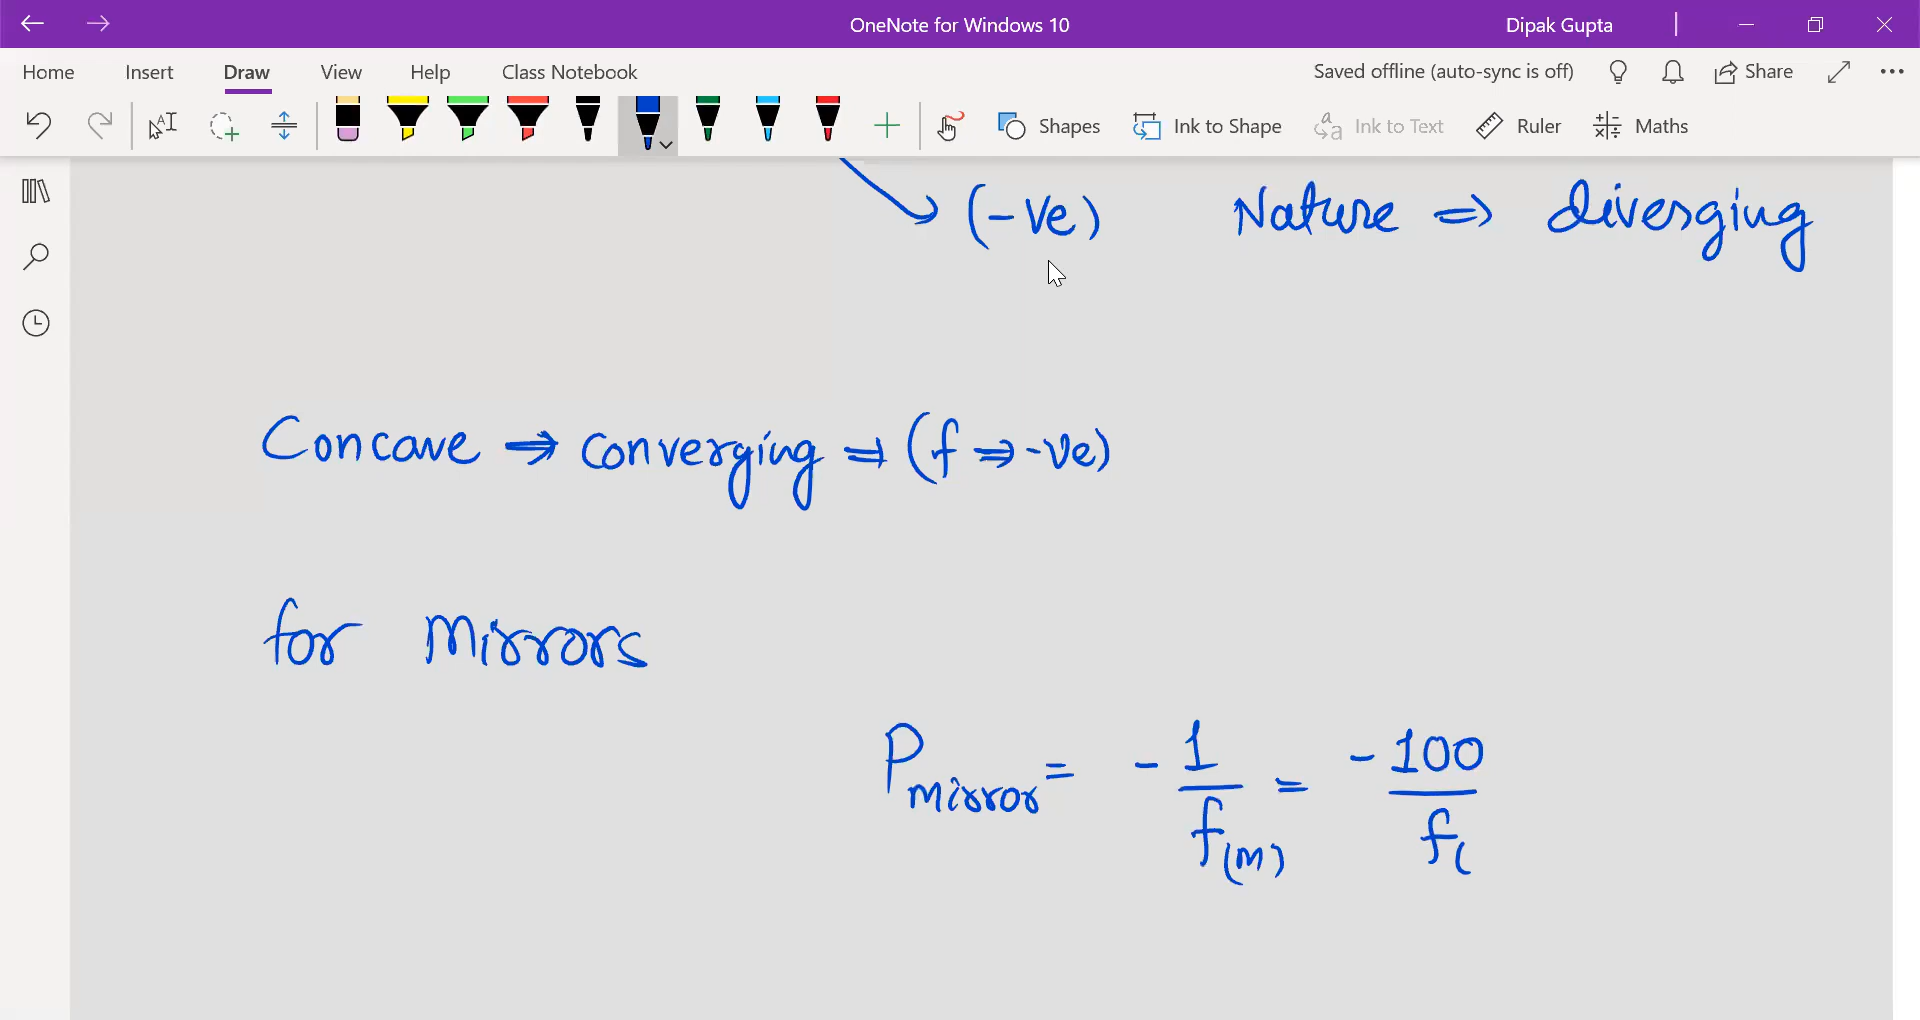 OneNote for Windows 10
Dipak Gupta
Home Insert Draw View Help Class Notebook
Saved offline (auto-sync is off) Share
Shapes Ink to Shape Ink to Text Ruler Maths
(-ve) Nature ⇒ diverging
Concave ⇒ converging ⇒ (f ⇒ -ve)
for Mirrors
P mirror = - 1 / f(m) = - 100 / f(